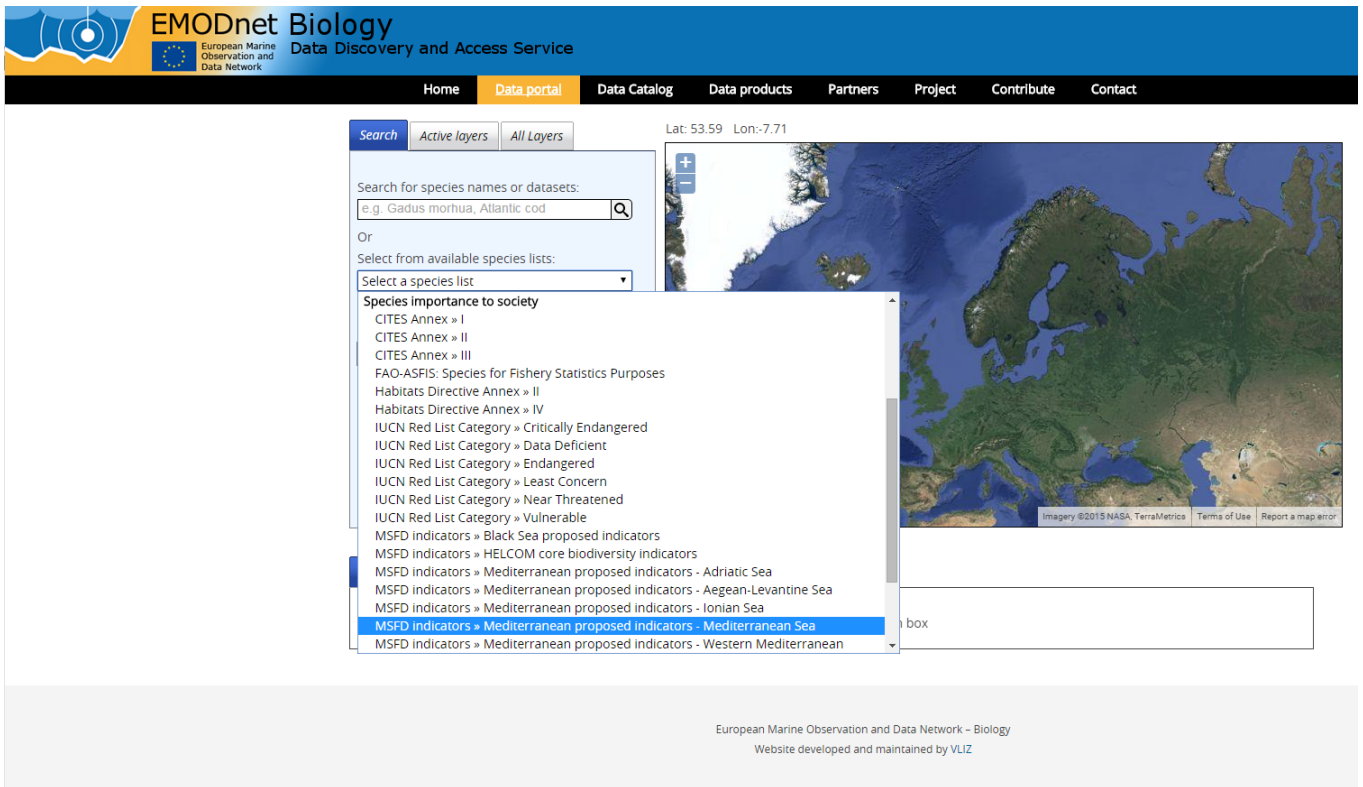 EMODnet Biology
European Marine
Observation and
Data Network
Data Discovery and Access Service
Home Data portal Data Catalog Data products Partners Project Contribute Contact
Search Active layers All Layers
Lat: 53.59 Lon:-7.71
+
−
Search for species names or datasets:
e.g. Gadus morhua, Atlantic cod
Or
Select from available species lists:
Select a species list
Species importance to society
CITES Annex » I
CITES Annex » II
CITES Annex » III
FAO-ASFIS: Species for Fishery Statistics Purposes
Habitats Directive Annex » II
Habitats Directive Annex » IV
IUCN Red List Category » Critically Endangered
IUCN Red List Category » Data Deficient
IUCN Red List Category » Endangered
IUCN Red List Category » Least Concern
IUCN Red List Category » Near Threatened
IUCN Red List Category » Vulnerable
MSFD indicators » Black Sea proposed indicators
MSFD indicators » HELCOM core biodiversity indicators
MSFD indicators » Mediterranean proposed indicators - Adriatic Sea
MSFD indicators » Mediterranean proposed indicators - Aegean-Levantine Sea
MSFD indicators » Mediterranean proposed indicators - Ionian Sea
MSFD indicators » Mediterranean proposed indicators - Mediterranean Sea
MSFD indicators » Mediterranean proposed indicators - Western Mediterranean
Imagery ©2015 NASA, TerraMetrics Terms of Use Report a map error
box
European Marine Observation and Data Network – Biology
Website developed and maintained by VLIZ